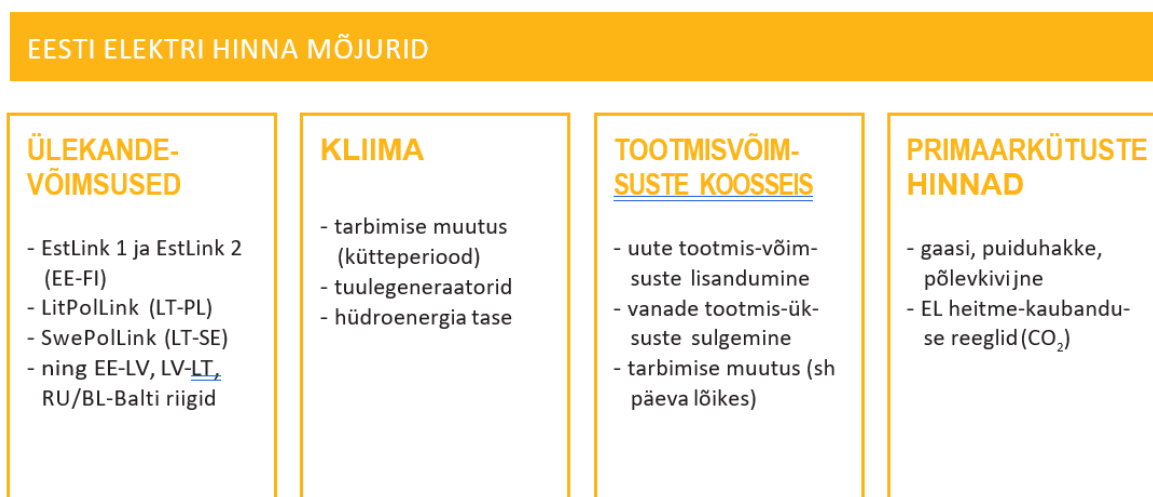 EESTI ELEKTRI HINNA MÕJURID
ÜLEKANDE-
VÕIMSUSED
- EstLink 1 ja EstLink 2
(EE-FI)
- LitPolLink (LT-PL)
- SwePolLink (LT-SE)
- ning EE-LV, LV-LT,
RU/BL-Balti riigid
KLIIMA
- tarbimise muutus
(kütteperiood)
- tuulegeneraatorid
- hüdroenergia tase
TOOTMISVÕIM-
SUSTE KOOSSEIS
- uute tootmis-võim-
suste lisandumine
- vanade tootmis-ük-
suste sulgemine
- tarbimise muutus (sh
päeva lõikes)
PRIMAARKÜTUSTE
HINNAD
- gaasi, puiduhakke,
põlevkivi jne
- EL heitme-kaubandu-
se reeglid (CO₂)